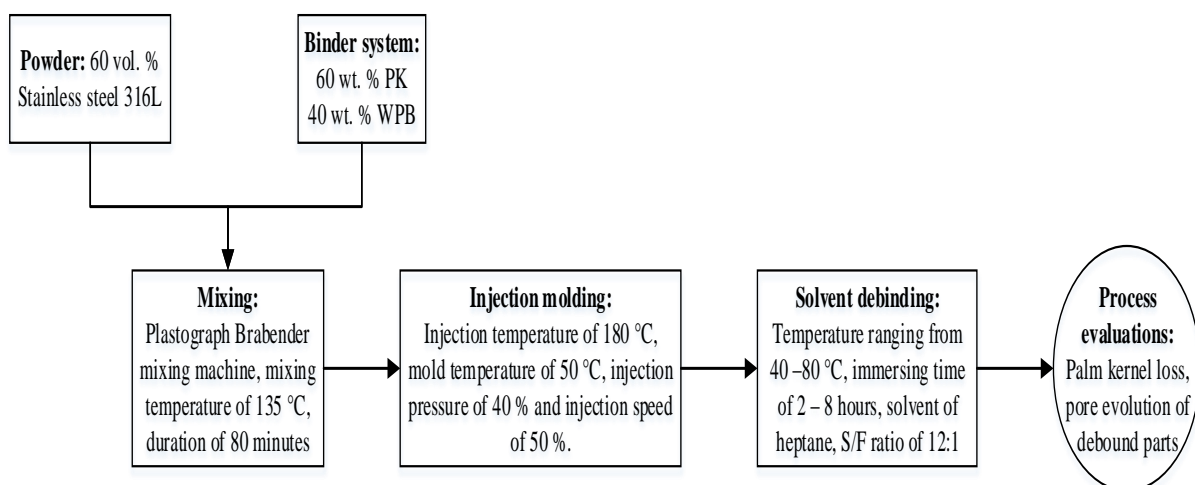 Powder: 60 vol. %
Stainless steel 316L
Binder system:
60 wt. % PK
40 wt. % WPB
Mixing:
Plastograph Brabender
mixing machine, mixing
temperature of 135 °C,
duration of 80 minutes
Injection molding:
Injection temperature of 180 °C,
mold temperature of 50 °C, injection
pressure of 40 % and injection speed
of 50 %.
Solvent debinding:
Temperature ranging from
40 –80 °C, immersing time
of 2 – 8 hours, solvent of
heptane, S/F ratio of 12:1
Process
evaluations:
Palm kernel loss,
pore evolution of
debound parts